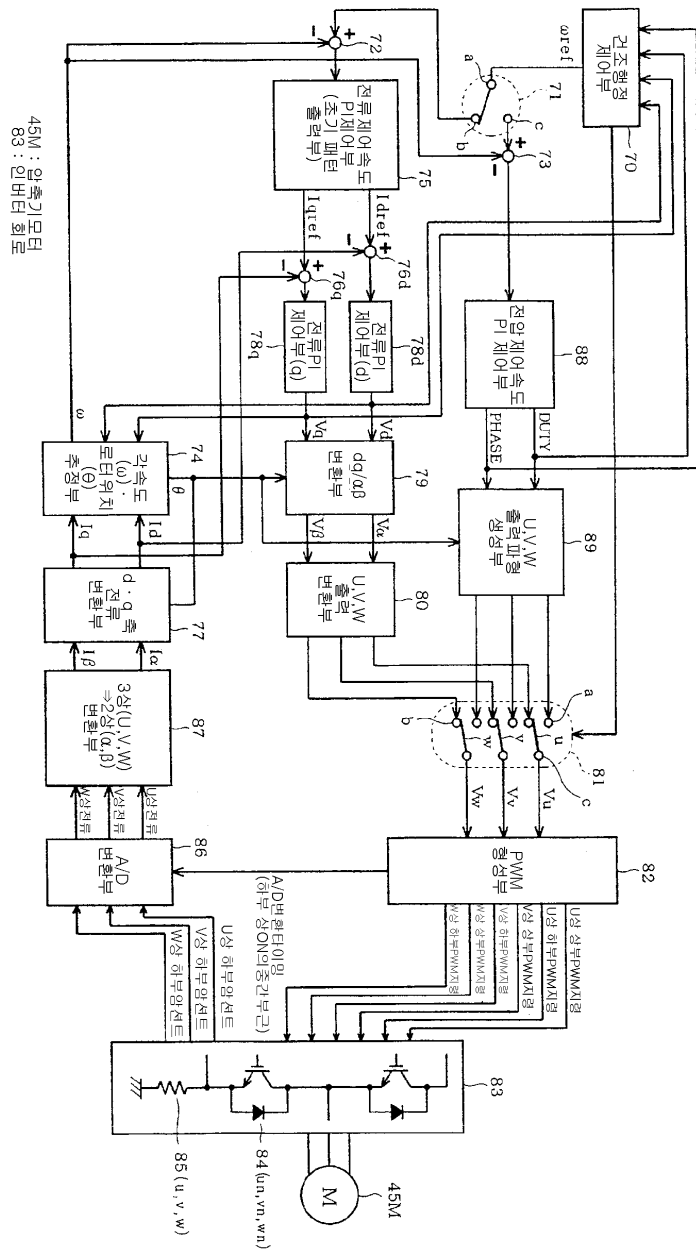 건조행정
제어부
70
ωref
a
71
c
b
+
−
73
+
−
72
전류제어속도
PI제어부
(초기 패턴
출력부)
75
Idref
Iqref
+
−
76d
+
−
76q
전류PI
제어부(d)
78d
전류PI
제어부(q)
78q
전압제어속도
PI 제어부
88
DUTY
PHASE
U,V,W
출력파형
생성부
89
Vd
Vq
dq/αβ
변환부
79
Vα
Vβ
U,V,W
출력
변환부
80
a
b
u
v
w
c
81
Vu
Vv
Vw
PWM
형성부
82
U상 상부PWM지령
U상 하부PWM지령
V상 상부PWM지령
V상 하부PWM지령
W상 상부PWM지령
W상 하부PWM지령
A/D변환타이밍
(하부 상ON의중간부근)
83
84(un,vn,wn)
85(u,v,w)
M
45M
ω
각속도
(ω)·
로터위치
(θ)
추정부
74
θ
Id
Iq
d·q축
전류
변환부
77
Iα
Iβ
3상(U,V,W)
⇒2상(α,β)
변환부
87
U상전류
V상전류
W상전류
A/D
변환부
86
U상 하부암션트
V상 하부암션트
W상 하부암션트
45M : 압축기모터
83 : 인버터 회로